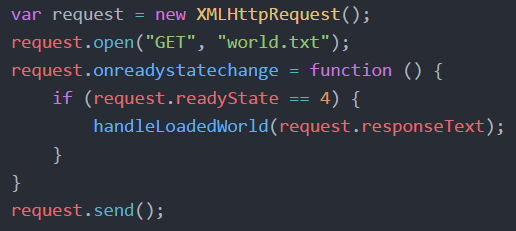 var request = new XMLHttpRequest();
request.open("GET", "world.txt");
request.onreadystatechange = function () {
    if (request.readyState == 4) {
        handleLoadedWorld(request.responseText);
    }
}
request.send();